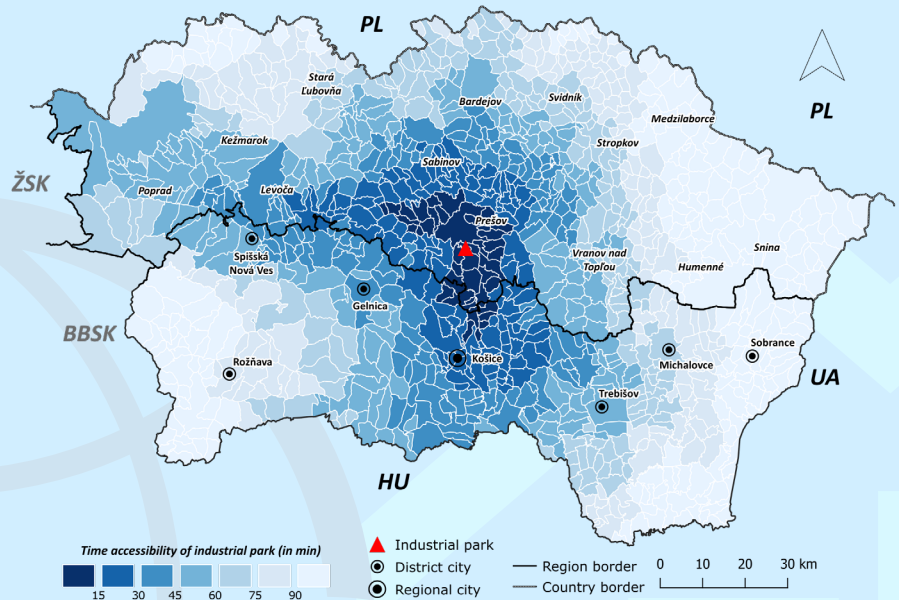 PL
Stará
Ľubovňa
Bardejov
Svidník
PL
Medzilaborce
Kežmarok
Stropkov
Sabinov
ŽSK
Poprad
Levoča
Prešov
Spišská
Nová Ves
Vranov nad
Topľou
Snina
Humenné
Gelnica
BBSK
Rožňava
Košice
Sobrance
Michalovce
UA
Trebišov
HU
Time accessibility of industrial park (in min)
15 30 45 60 75 90
Industrial park
District city
Regional city
Region border
Country border
0 10 20 30 km